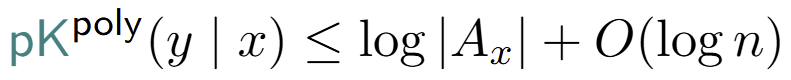 pK^poly(y | x) ≤ log |A_x| + O(log n)